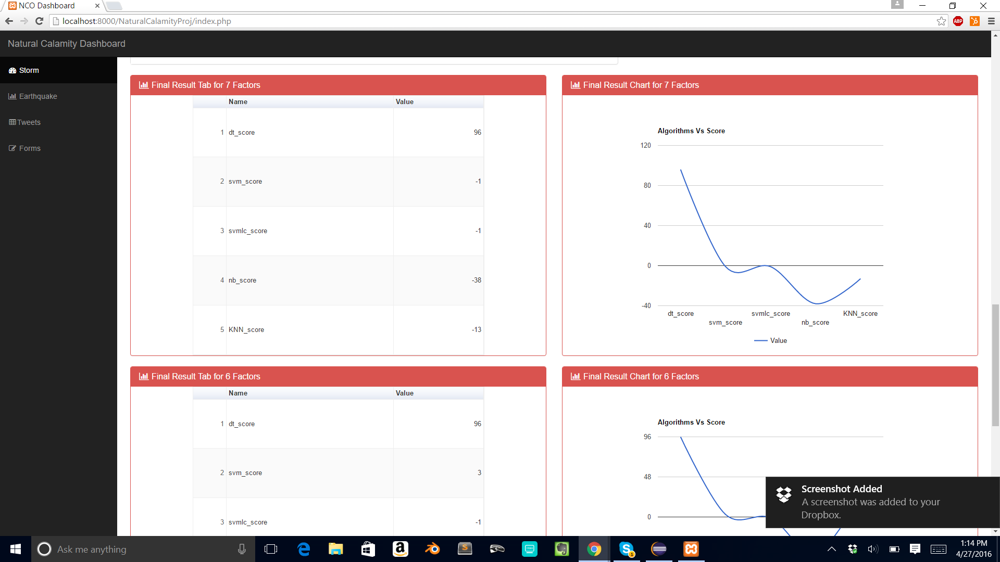 NCO Dashboard
localhost:8000/NaturalCalamityProj/index.php
ABP
Natural Calamity Dashboard
Storm
Earthquake
Tweets
Forms
Final Result Tab for 7 Factors
Name Value
1 dt_score 96
2 svm_score -1
3 svmlc_score -1
4 nb_score -38
5 KNN_score -13
Final Result Chart for 7 Factors
Algorithms Vs Score
120
80
40
0
-40
dt_score svmlc_score KNN_score
svm_score nb_score
Value
Final Result Tab for 6 Factors
Name Value
1 dt_score 96
2 svm_score 3
3 svmlc_score -1
Final Result Chart for 6 Factors
Algorithms Vs Score
96
48
0
Screenshot Added
A screenshot was added to your
Dropbox.
Ask me anything
1:14 PM
4/27/2016